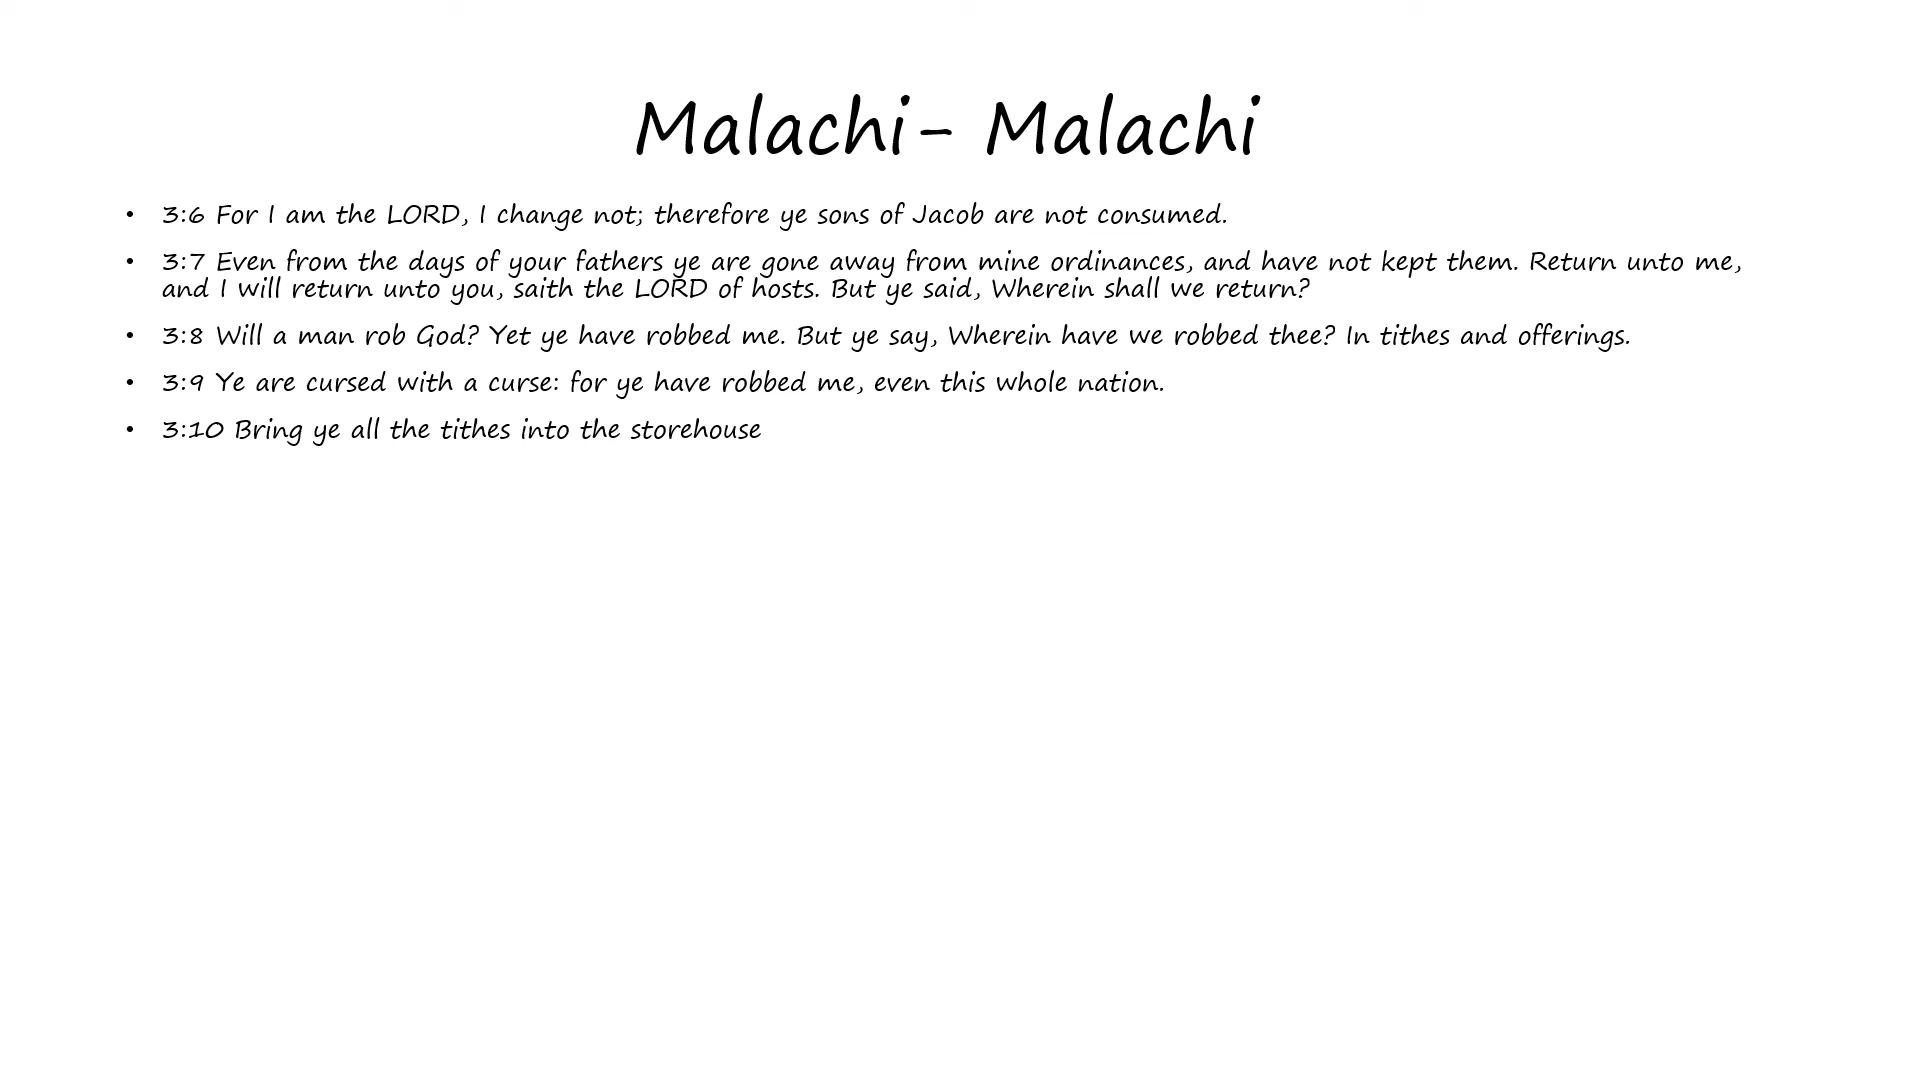 Malachi- Malachi
• 3:6 For I am the LORD, I change not; therefore ye sons of Jacob are not consumed.
• 3:7 Even from the days of your fathers ye are gone away from mine ordinances, and have not kept them. Return unto me,
and I will return unto you, saith the LORD of hosts. But ye said, Wherein shall we return?
• 3:8 Will a man rob God? Yet ye have robbed me. But ye say, Wherein have we robbed thee? In tithes and offerings.
• 3:9 Ye are cursed with a curse: for ye have robbed me, even this whole nation.
• 3:10 Bring ye all the tithes into the storehouse